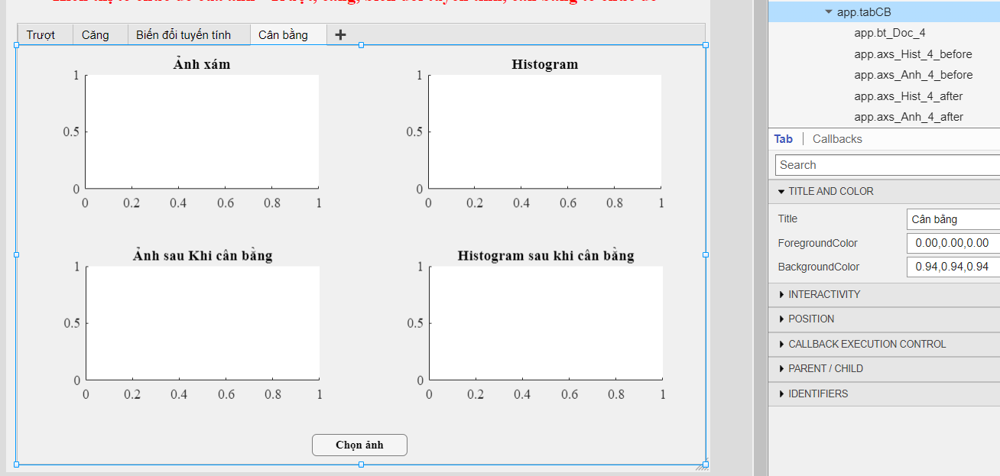 Trượt Căng Biến đổi tuyến tính Cân bằng +
Ảnh xám
1
0.5
0
0 0.2 0.4 0.6 0.8 1
Histogram
1
0.5
0
0 0.2 0.4 0.6 0.8 1
Ảnh sau Khi cân bằng
1
0.5
0
0 0.2 0.4 0.6 0.8 1
Histogram sau khi cân bằng
1
0.5
0
0 0.2 0.4 0.6 0.8 1
Chọn ảnh
app.tabCB
app.bt_Doc_4
app.axs_Hist_4_before
app.axs_Anh_4_before
app.axs_Hist_4_after
app.axs_Anh_4_after
Tab Callbacks
Search
TITLE AND COLOR
Title Cân bằng
ForegroundColor 0.00,0.00,0.00
BackgroundColor 0.94,0.94,0.94
INTERACTIVITY
POSITION
CALLBACK EXECUTION CONTROL
PARENT / CHILD
IDENTIFIERS